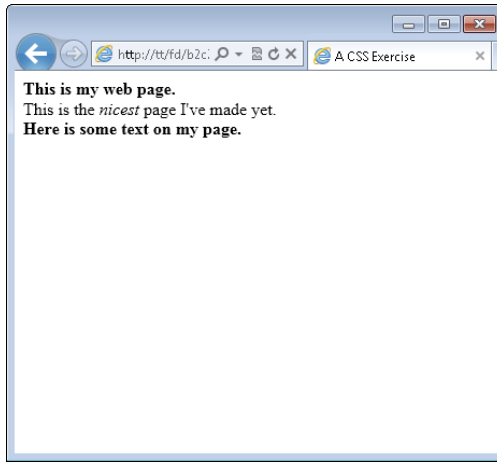 http://tt/fd/b2c
A CSS Exercise
This is my web page.
This is the nicest page I've made yet.
Here is some text on my page.